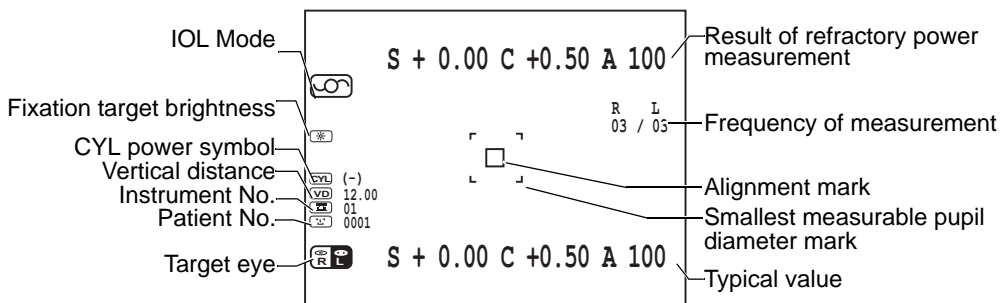 IOL Mode
Fixation target brightness
CYL power symbol
Vertical distance
Instrument No.
Patient No.
Target eye
S + 0.00 C +0.50 A 100
R L
03 / 03
CYL (-)
VD 12.00
01
0001
R L
S + 0.00 C +0.50 A 100
Result of refractory power
measurement
Frequency of measurement
Alignment mark
Smallest measurable pupil
diameter mark
Typical value